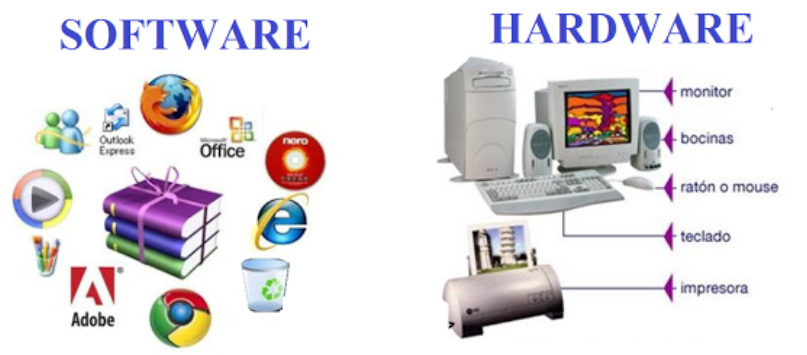 SOFTWARE
Outlook
Express
Microsoft
Office
nero
Adobe
HARDWARE
monitor
bocinas
ratón o mouse
teclado
impresora